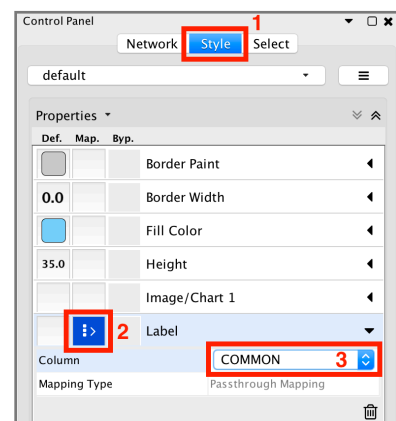 Control Panel
1
Network Style Select
default
Properties
Def. Map. Byp.
Border Paint
0.0 Border Width
Fill Color
35.0 Height
Image/Chart 1
2 Label
Column COMMON 3
Mapping Type Passthrough Mapping